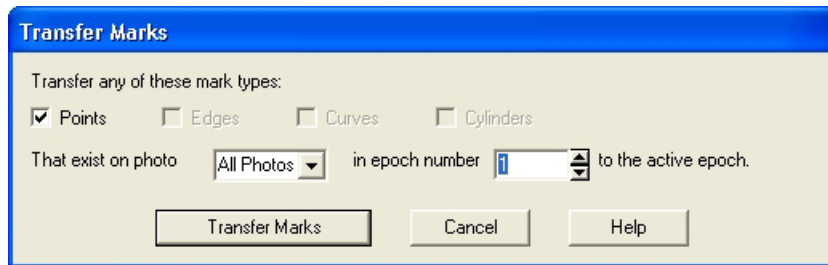 Transfer Marks
Transfer any of these mark types:
Points Edges Curves Cylinders
That exist on photo All Photos in epoch number 1 to the active epoch.
Transfer Marks Cancel Help